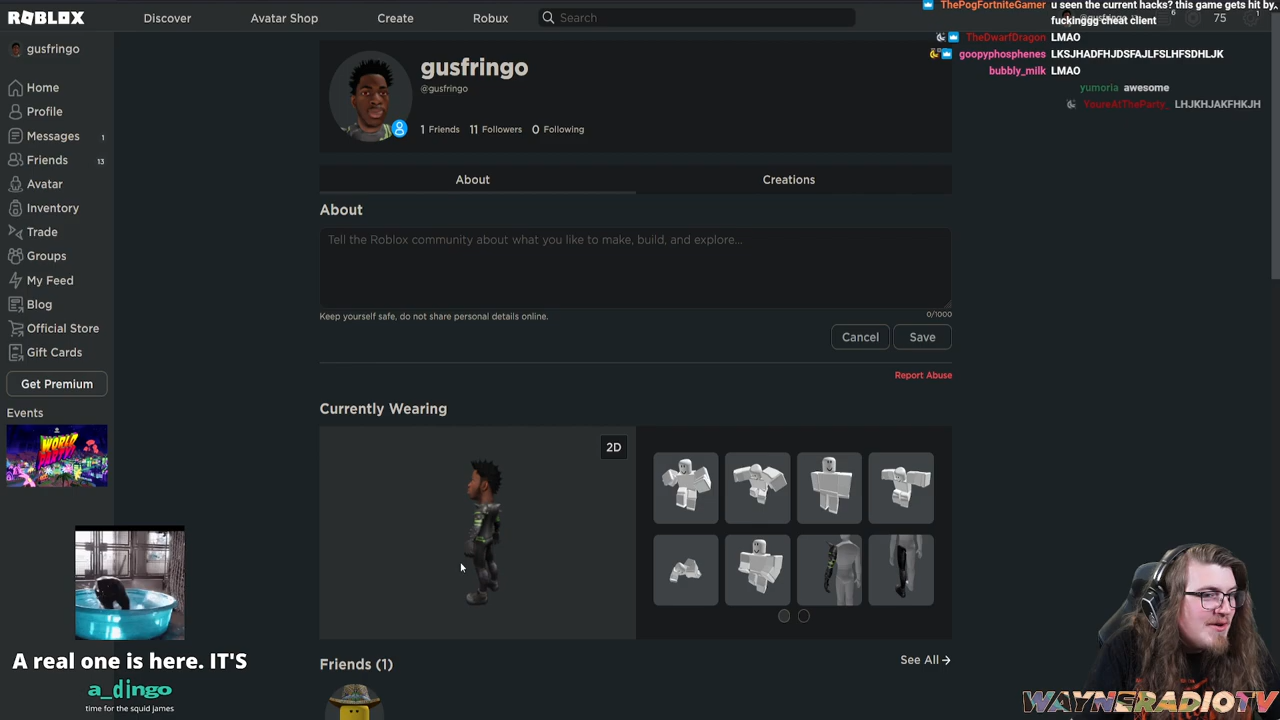 ROBLOX
Discover
Avatar Shop
Create
Robux
Search
75
ThePogFortniteGamer u seen the current hacks? this game gets hit by
fuckinggg cheat client
TheDwarfDragon LMAO
goopyphosphenes LKSJHADFHJDSFAJLFSLHFSDHLJK
bubbly_milk LMAO
yumoria awesome
YoureAtTheParty_ LHJKHJAKFHKJH
gusfringo
Home
Profile
Messages 1
Friends 13
Avatar
Inventory
Trade
Groups
My Feed
Blog
Official Store
Gift Cards
Get Premium
Events
WORLD
gusfringo
@gusfringo
1 Friends 11 Followers 0 Following
About
Creations
About
Tell the Roblox community about what you like to make, build, and explore...
Keep yourself safe, do not share personal details online.
0/1000
Cancel
Save
Report Abuse
Currently Wearing
2D
Friends (1)
See All
A real one is here. IT'S
a_dingo
time for the squid james
WAYNERADIOTV